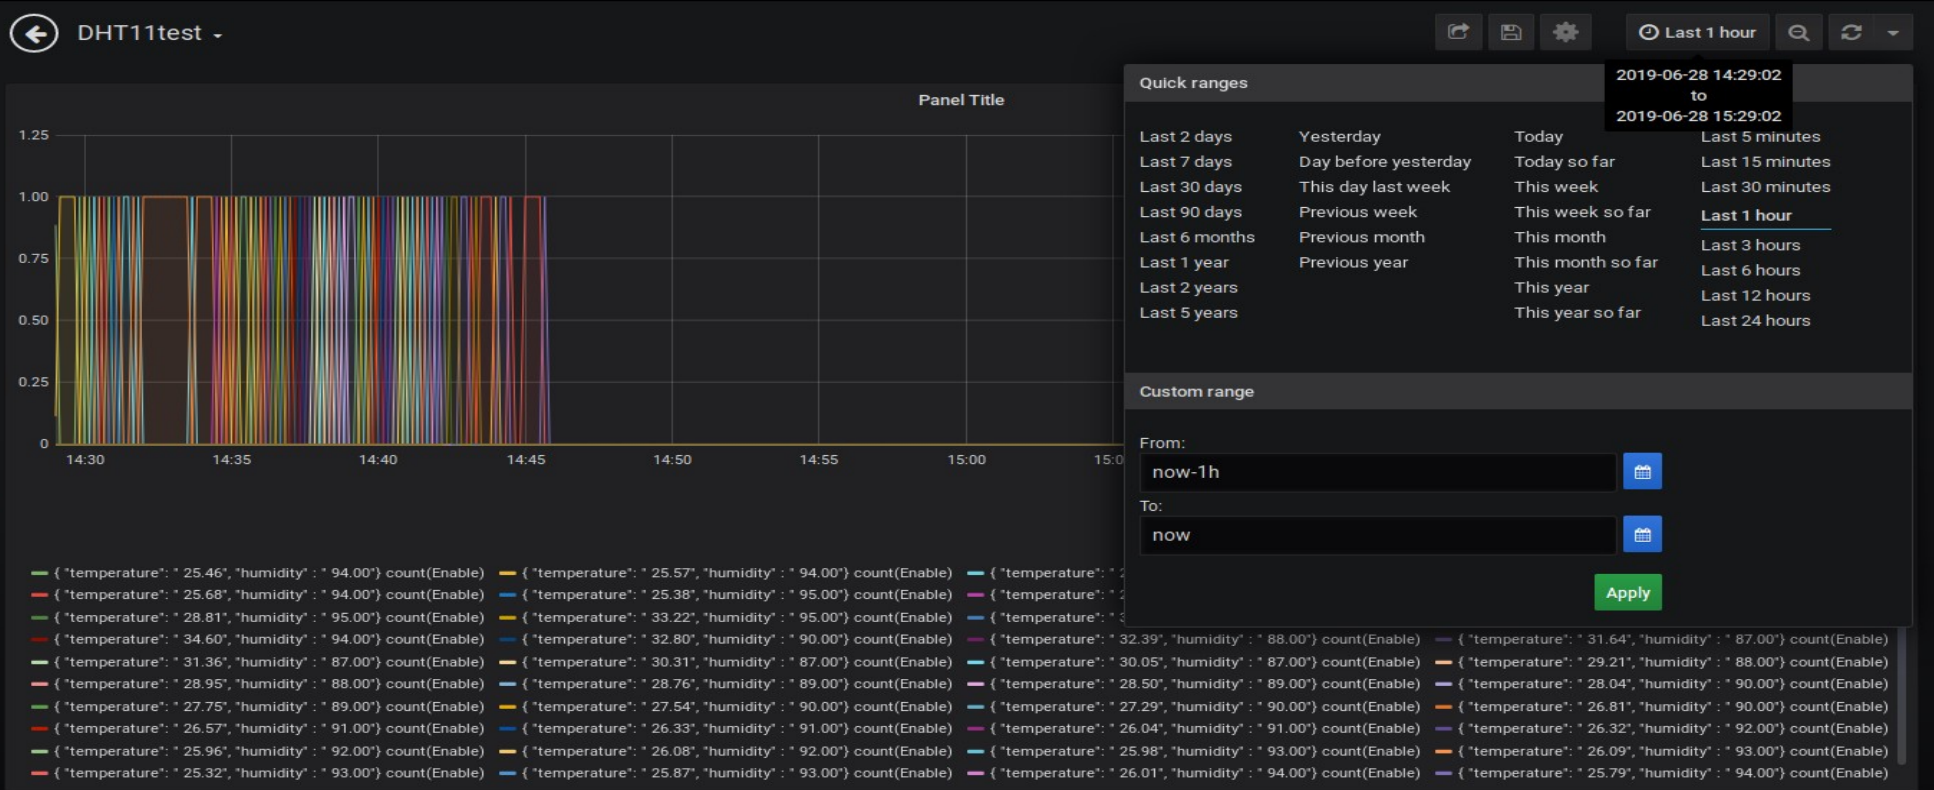 DHT11test
Last 1 hour
2019-06-28 14:29:02
to
2019-06-28 15:29:02
Panel Title
1.25
1.00
0.75
0.50
0.25
0
14:30 14:35 14:40 14:45 14:50 14:55 15:00 15:0
Quick ranges
Last 2 days Yesterday Today Last 5 minutes
Last 7 days Day before yesterday Today so far Last 15 minutes
Last 30 days This day last week This week Last 30 minutes
Last 90 days Previous week This week so far Last 1 hour
Last 6 months Previous month This month Last 3 hours
Last 1 year Previous year This month so far Last 6 hours
Last 2 years This year Last 12 hours
Last 5 years This year so far Last 24 hours
Custom range
From:
now-1h
To:
now
Apply
{ "temperature": " 25.46", "humidity" : " 94.00"} count(Enable) { "temperature": " 25.57", "humidity" : " 94.00"} count(Enable) { "temperature": " 2
{ "temperature": " 25.68", "humidity" : " 94.00"} count(Enable) { "temperature": " 25.38", "humidity" : " 95.00"} count(Enable) { "temperature": " 2
{ "temperature": " 28.81", "humidity" : " 95.00"} count(Enable) { "temperature": " 33.22", "humidity" : " 95.00"} count(Enable) { "temperature": " 3
{ "temperature": " 34.60", "humidity" : " 94.00"} count(Enable) { "temperature": " 32.80", "humidity" : " 90.00"} count(Enable) { "temperature": " 32.39", "humidity" : " 88.00"} count(Enable) { "temperature": " 31.64", "humidity" : " 87.00"} count(Enable)
{ "temperature": " 31.36", "humidity" : " 87.00"} count(Enable) { "temperature": " 30.31", "humidity" : " 87.00"} count(Enable) { "temperature": " 30.05", "humidity" : " 87.00"} count(Enable) { "temperature": " 29.21", "humidity" : " 88.00"} count(Enable)
{ "temperature": " 28.95", "humidity" : " 88.00"} count(Enable) { "temperature": " 28.76", "humidity" : " 89.00"} count(Enable) { "temperature": " 28.50", "humidity" : " 89.00"} count(Enable) { "temperature": " 28.04", "humidity" : " 90.00"} count(Enable)
{ "temperature": " 27.75", "humidity" : " 89.00"} count(Enable) { "temperature": " 27.54", "humidity" : " 90.00"} count(Enable) { "temperature": " 27.29", "humidity" : " 90.00"} count(Enable) { "temperature": " 26.81", "humidity" : " 90.00"} count(Enable)
{ "temperature": " 26.57", "humidity" : " 91.00"} count(Enable) { "temperature": " 26.33", "humidity" : " 91.00"} count(Enable) { "temperature": " 26.04", "humidity" : " 91.00"} count(Enable) { "temperature": " 26.32", "humidity" : " 92.00"} count(Enable)
{ "temperature": " 25.96", "humidity" : " 92.00"} count(Enable) { "temperature": " 26.08", "humidity" : " 92.00"} count(Enable) { "temperature": " 25.98", "humidity" : " 93.00"} count(Enable) { "temperature": " 26.09", "humidity" : " 93.00"} count(Enable)
{ "temperature": " 25.32", "humidity" : " 93.00"} count(Enable) { "temperature": " 25.87", "humidity" : " 93.00"} count(Enable) { "temperature": " 26.01", "humidity" : " 94.00"} count(Enable) { "temperature": " 25.79", "humidity" : " 94.00"} count(Enable)